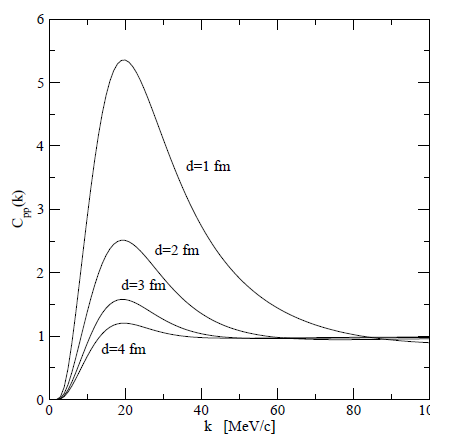 6
5
d=1 fm
4
C_pp(k)
3
d=2 fm
2
d=3 fm
1
d=4 fm
0
0 20 40 60 80 10
k [MeV/c]